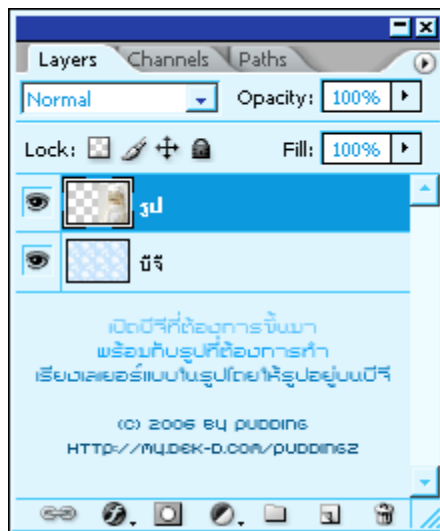 Layers Channels Paths
Normal Opacity: 100%
Lock: Fill: 100%
รูป
บีจี
เปิดบีจีที่ต้องการขึ้นมา
พร้อมกับรูปที่ต้องการทำ
เรียงเลเยอร์แบบในรูปโดยให้รูปอยู่บนบีจี
(C) 2006 BY PUDDING
HTTP://MY.DEK-D.COM/PUDDING2